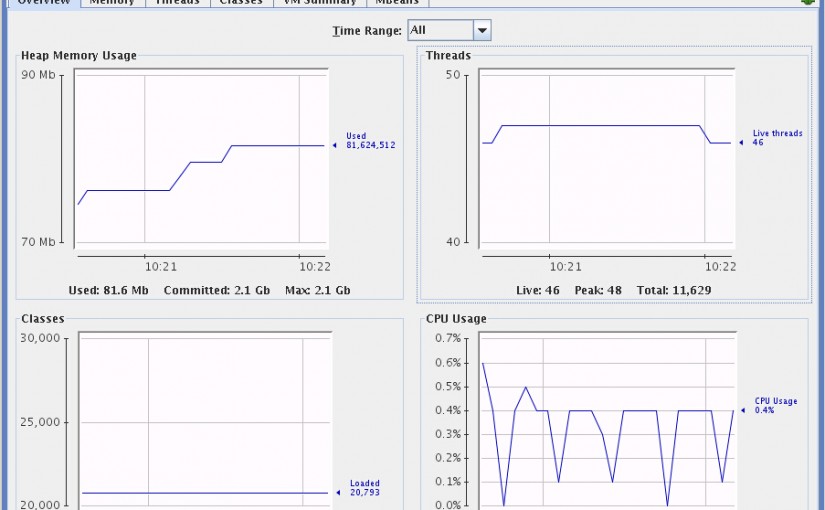 Overview Memory Threads Classes VM Summary MBeans
Time Range: All
Heap Memory Usage
90 Mb
70 Mb
10:21 10:22
Used
81,624,512
Used: 81.6 Mb Committed: 2.1 Gb Max: 2.1 Gb
Threads
50
40
10:21 10:22
Live threads
46
Live: 46 Peak: 48 Total: 11,629
Classes
30,000
25,000
20,000
Loaded
20,793
CPU Usage
0.7%
0.6%
0.5%
0.4%
0.3%
0.2%
0.1%
0.0%
CPU Usage
0.4%